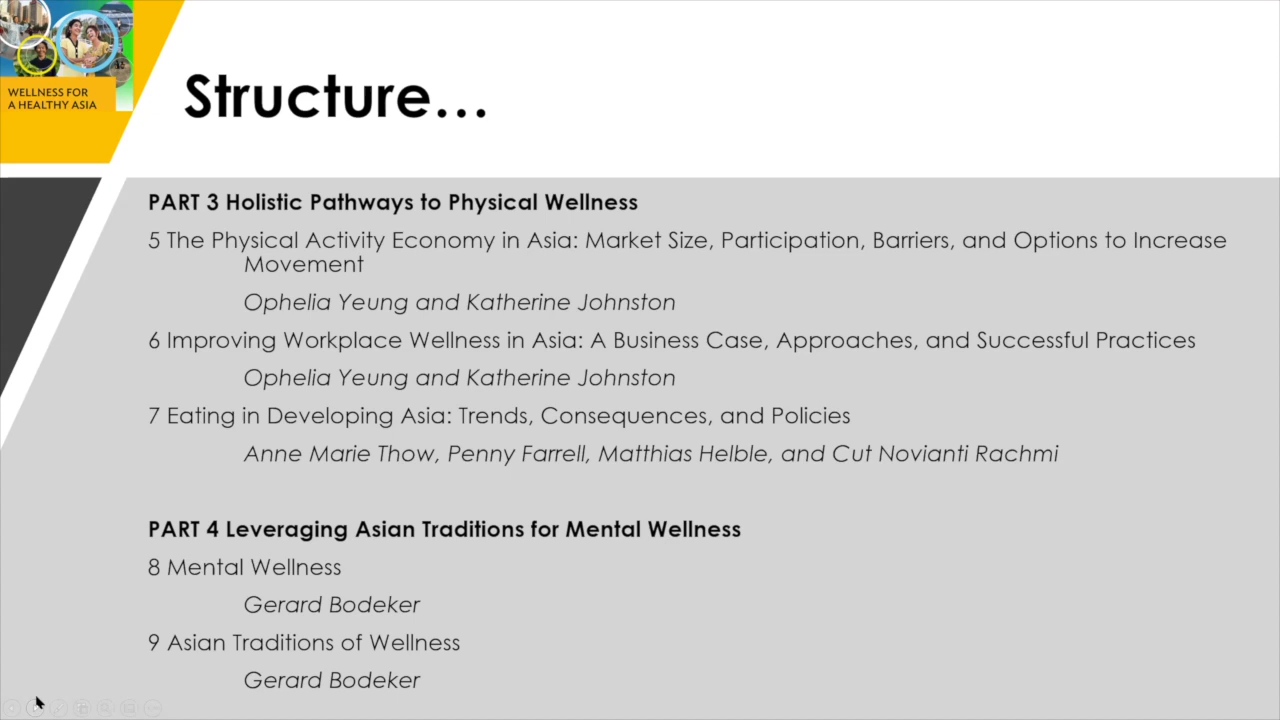 WELLNESS FOR
A HEALTHY ASIA
Structure…
PART 3 Holistic Pathways to Physical Wellness
5 The Physical Activity Economy in Asia: Market Size, Participation, Barriers, and Options to Increase
Movement
Ophelia Yeung and Katherine Johnston
6 Improving Workplace Wellness in Asia: A Business Case, Approaches, and Successful Practices
Ophelia Yeung and Katherine Johnston
7 Eating in Developing Asia: Trends, Consequences, and Policies
Anne Marie Thow, Penny Farrell, Matthias Helble, and Cut Novianti Rachmi
PART 4 Leveraging Asian Traditions for Mental Wellness
8 Mental Wellness
Gerard Bodeker
9 Asian Traditions of Wellness
Gerard Bodeker